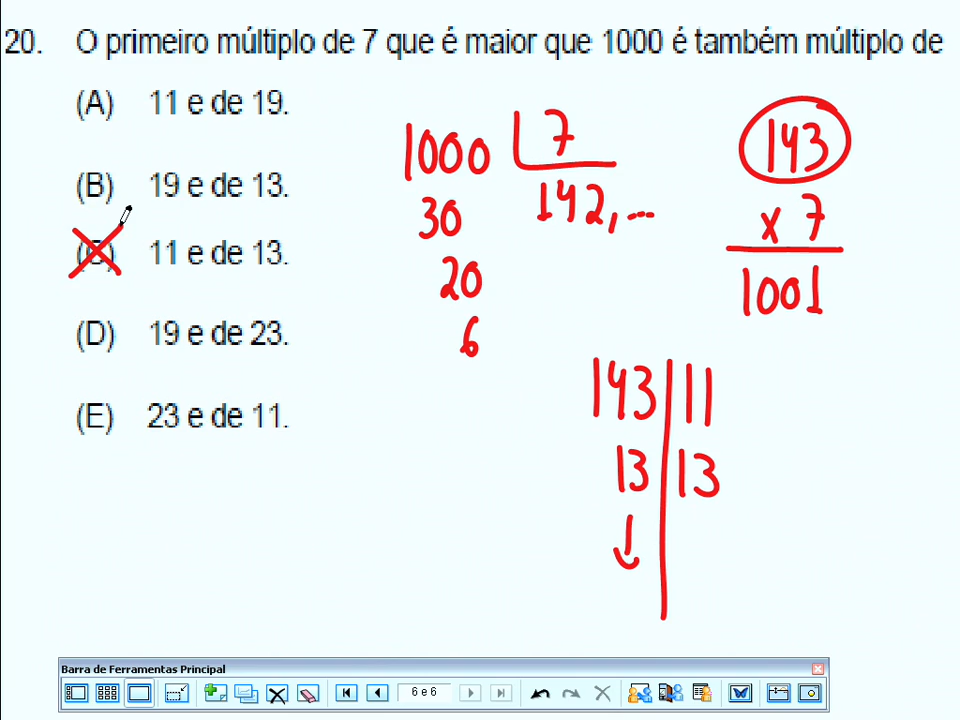 20. O primeiro múltiplo de 7 que é maior que 1000 é também múltiplo de
(A) 11 e de 19.
(B) 19 e de 13.
(C) 11 e de 13.
(D) 19 e de 23.
(E) 23 e de 11.
1000 7
30 142,...
20
6
143
x 7
1001
143 11
13 13
1
Barra de Ferramentas Principal
6 e 6